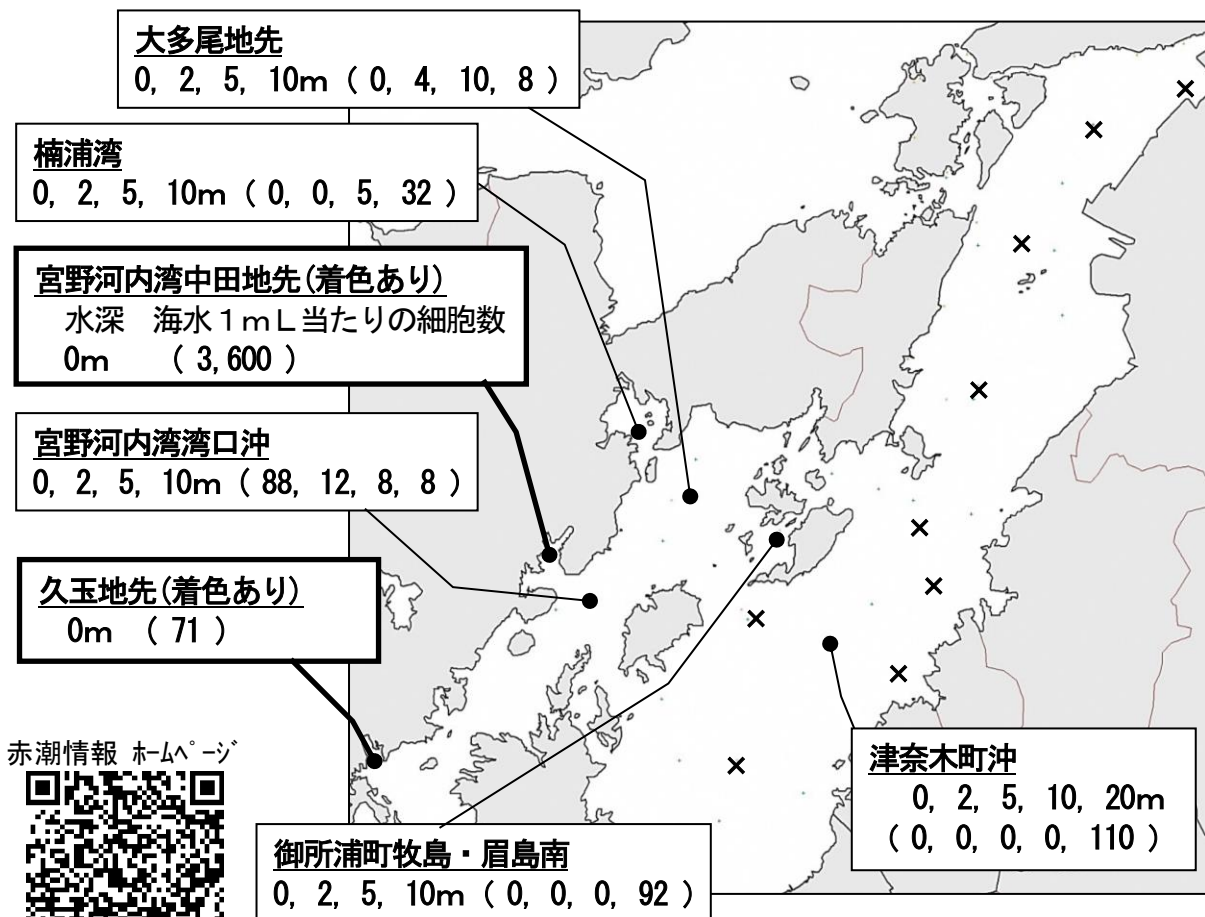 大多尾地先
0, 2, 5, 10m ( 0, 4, 10, 8 )
楠浦湾
0, 2, 5, 10m ( 0, 0, 5, 32 )
宮野河内湾中田地先(着色あり)
水深 海水１ｍＬ当たりの細胞数
0m ( 3,600 )
宮野河内湾湾口沖
0, 2, 5, 10m ( 88, 12, 8, 8 )
久玉地先(着色あり)
0m ( 71 )
赤潮情報 ﾎｰﾑﾍﾟｰｼﾞ
御所浦町牧島・眉島南
0, 2, 5, 10m ( 0, 0, 0, 92 )
津奈木町沖
0, 2, 5, 10, 20m
( 0, 0, 0, 0, 110 )